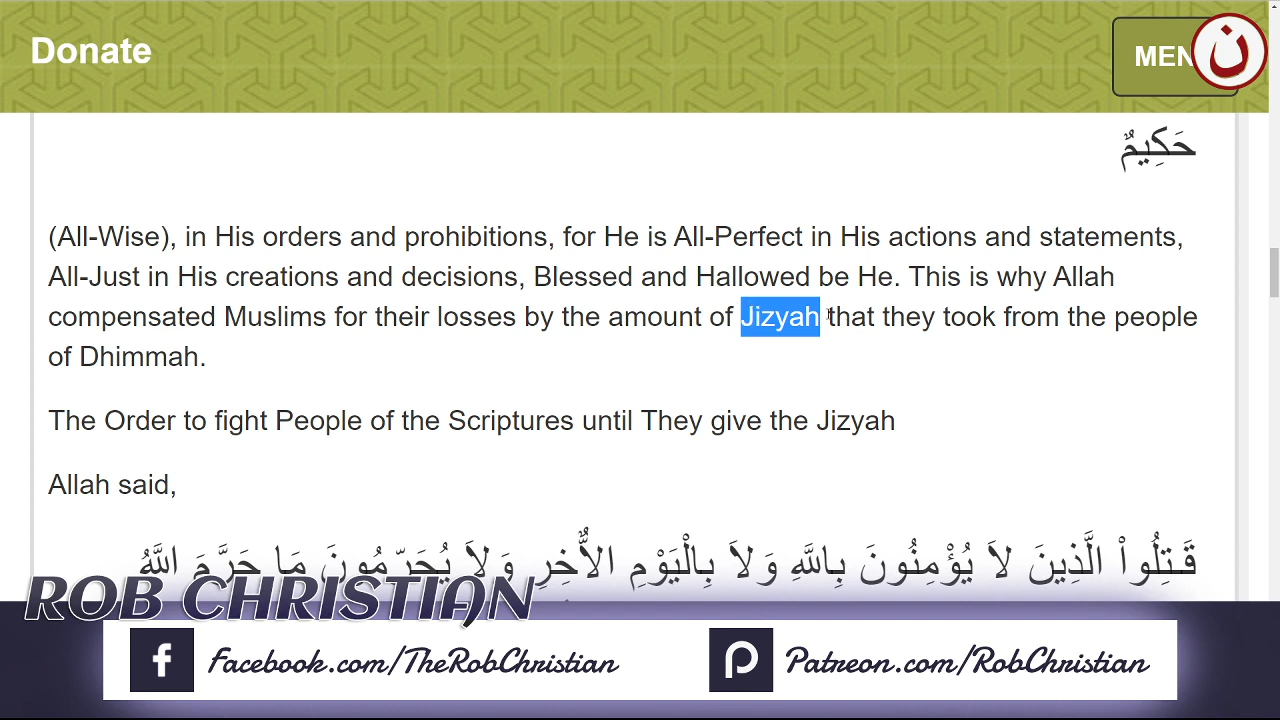 Donate
MEN
ن
حَكِيمٌ
(All-Wise), in His orders and prohibitions, for He is All-Perfect in His actions and statements,
All-Just in His creations and decisions, Blessed and Hallowed be He. This is why Allah
compensated Muslims for their losses by the amount of Jizyah that they took from the people
of Dhimmah.
The Order to fight People of the Scriptures until They give the Jizyah
Allah said,
قَـتِلُواْ الَّذِينَ لاَ يُؤْمِنُونَ بِاللَّهِ وَلاَ بِالْيَوْمِ الاٌّخِرِ وَلاَ يُحَرِّمُونَ مَا حَرَّمَ اللَّهُ
ROB CHRISTIAN
Facebook.com/TheRobChristian
Patreon.com/RobChristian